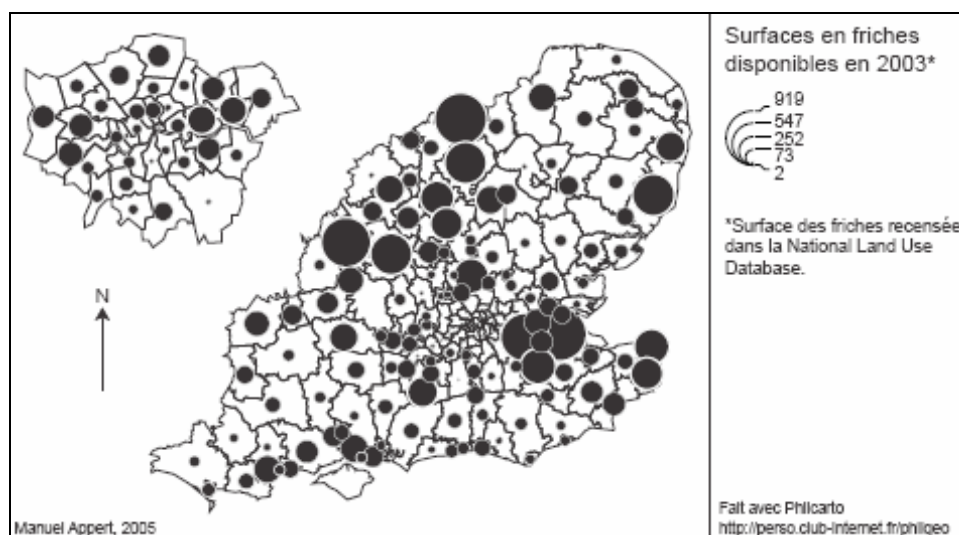 Surfaces en friches
disponibles en 2003*
919
547
252
73
2
*Surface des friches recensée
dans la National Land Use
Database.
N
Manuel Appert, 2005
Fait avec Philcarto
http://perso.club-internet.fr/philgeo